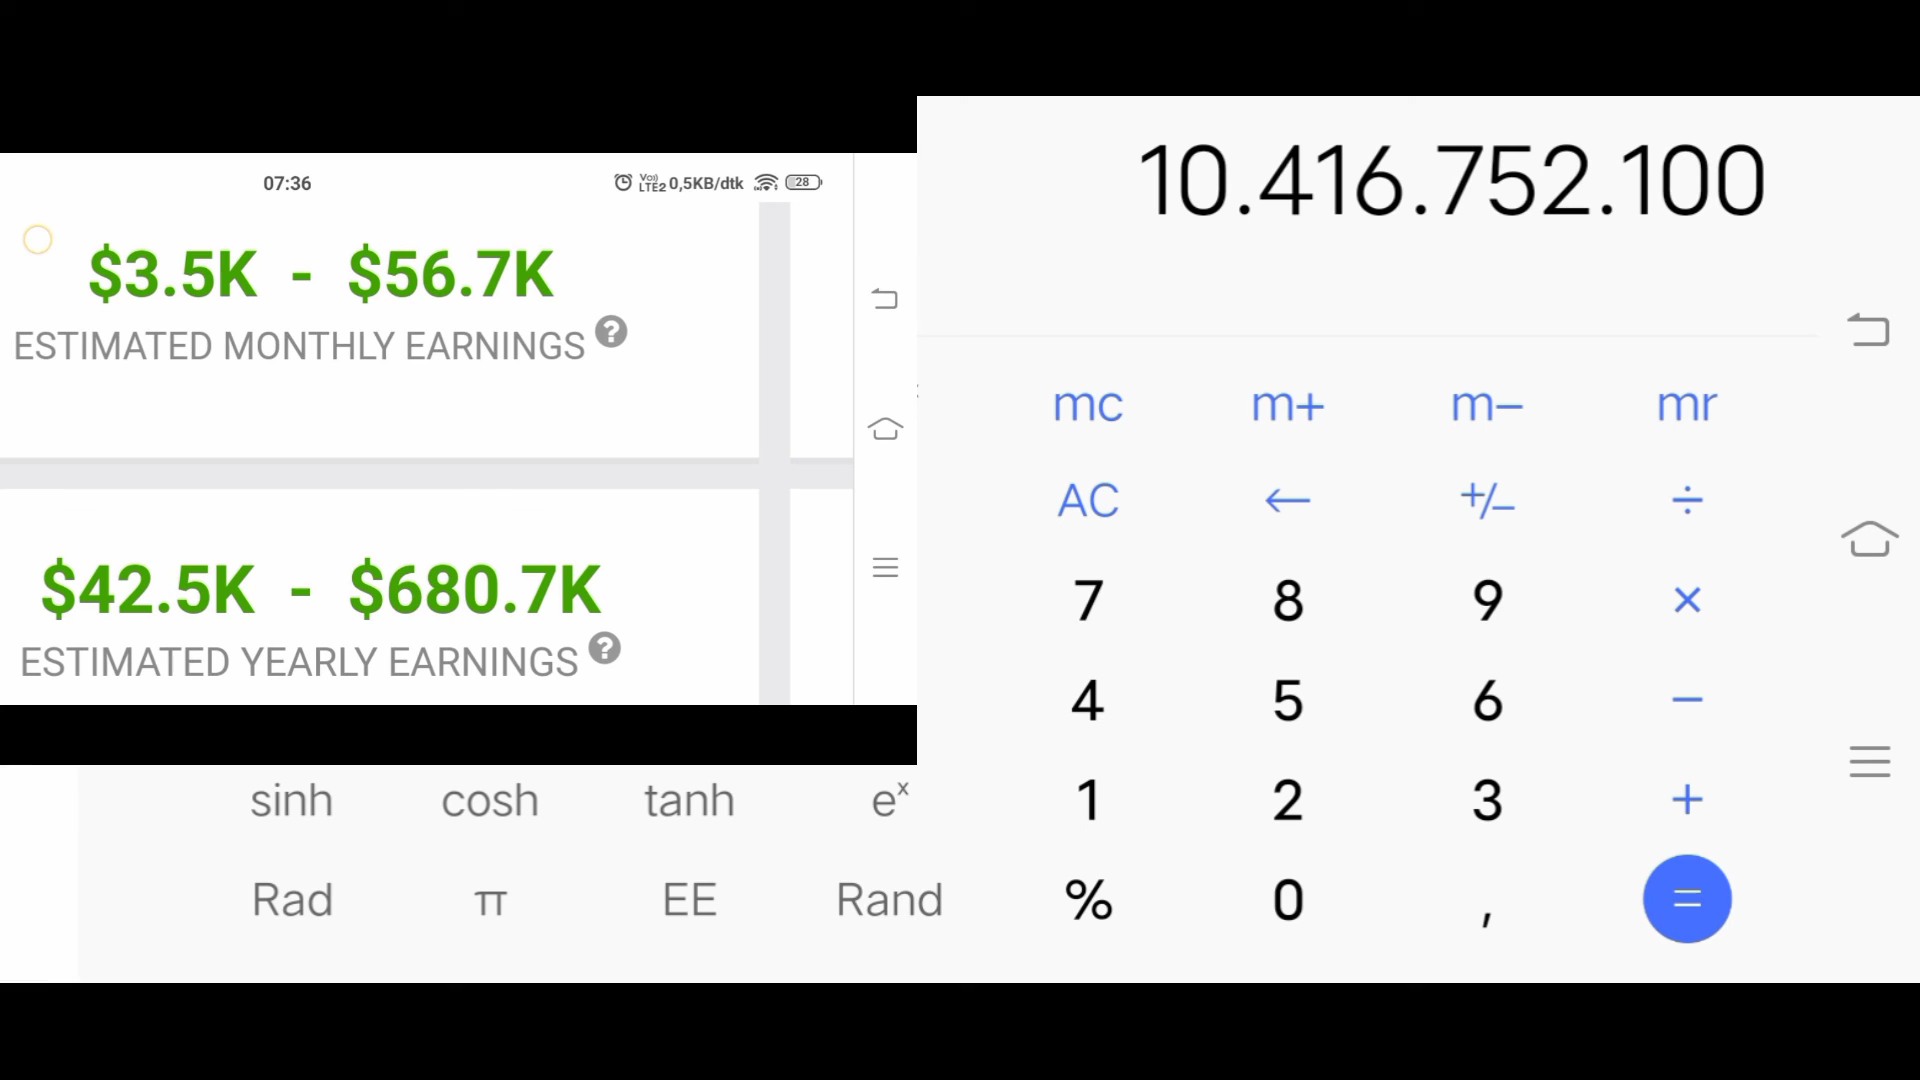 07:36 Vo)) LTE2 0,5KB/dtk 28
$3.5K - $56.7K
ESTIMATED MONTHLY EARNINGS ?
$42.5K - $680.7K
ESTIMATED YEARLY EARNINGS ?
10.416.752.100
mc m+ m– mr
AC ← +/– ÷
7 8 9 ×
4 5 6 −
sinh cosh tanh eˣ 1 2 3 +
Rad π EE Rand % 0 , =